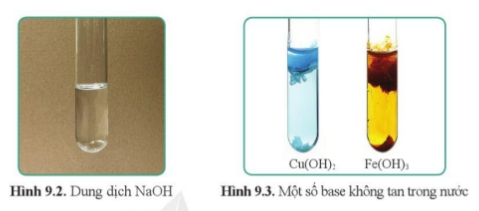 Cu(OH)₂
Fe(OH)₃
Hình 9.2. Dung dịch NaOH
Hình 9.3. Một số base không tan trong nước